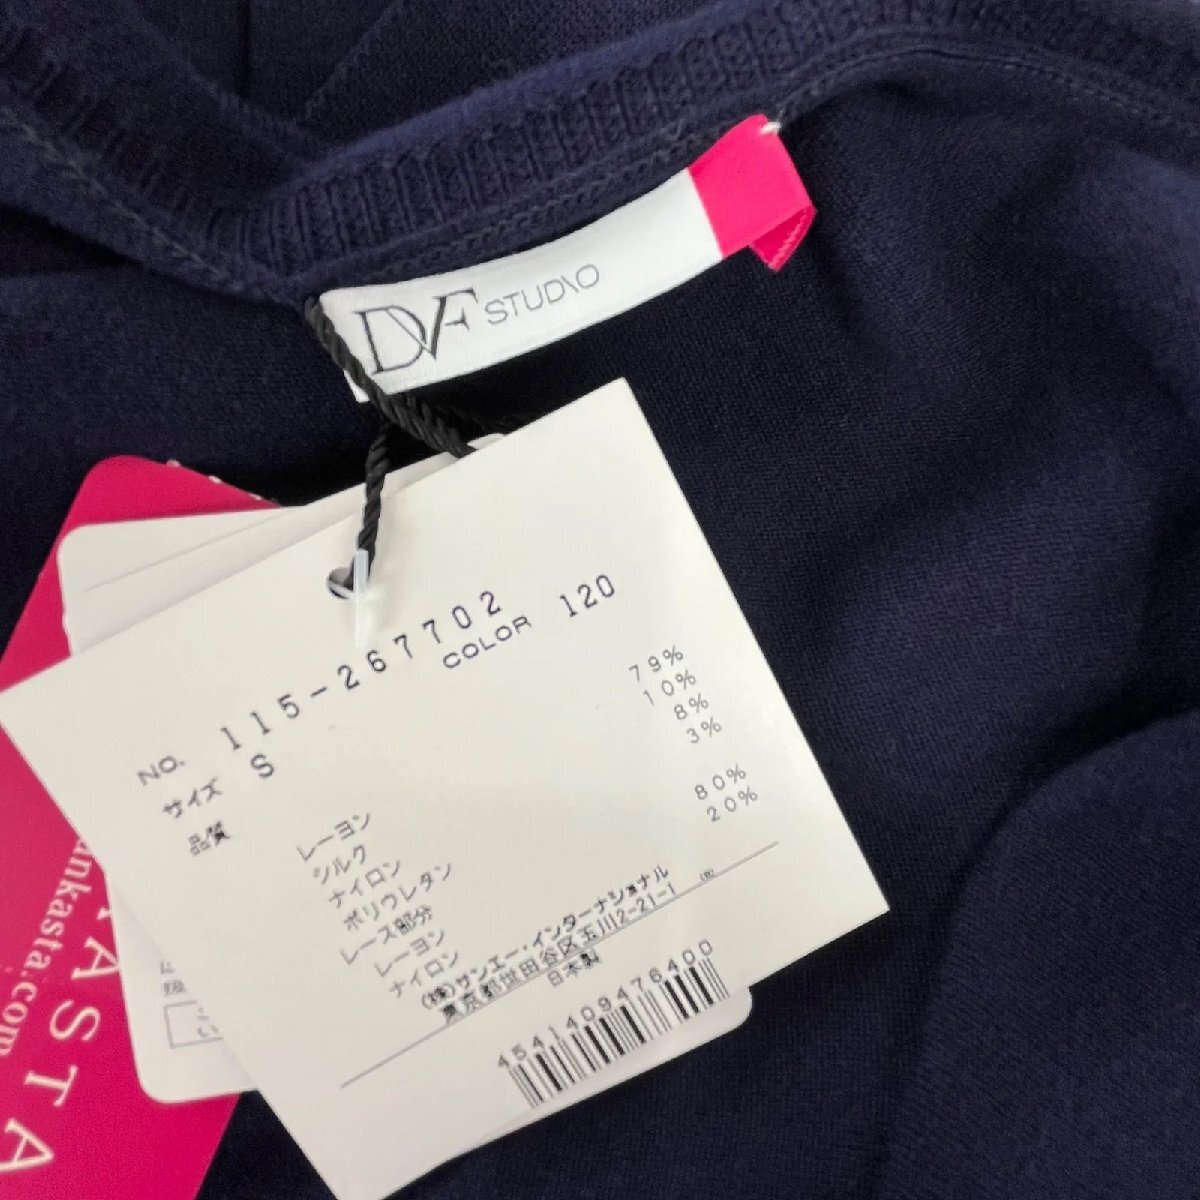 DVF STUDIO
NO. 115-267702
COLOR 120
サイズ S
品質
レーヨン 79%
シルク 10%
ナイロン 8%
ポリウレタン 3%
レース部分
レーヨン 80%
ナイロン 20%
(株)サンエー・インターナショナル
東京都世田谷区玉川2-21-1
日本製
4541409476400
ankasta.com
ASTA